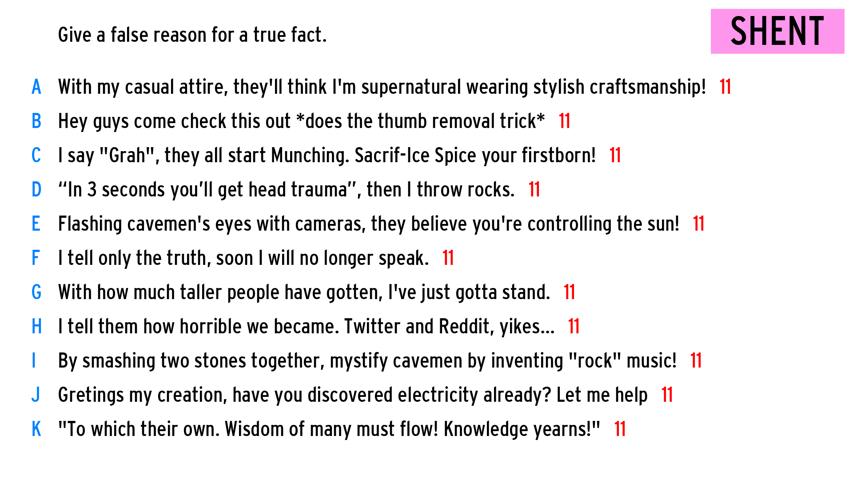 Give a false reason for a true fact.
SHENT
A With my casual attire, they'll think I'm supernatural wearing stylish craftsmanship! 11
B Hey guys come check this out *does the thumb removal trick* 11
C I say "Grah", they all start Munching. Sacrif-Ice Spice your firstborn! 11
D “In 3 seconds you’ll get head trauma”, then I throw rocks. 11
E Flashing cavemen's eyes with cameras, they believe you're controlling the sun! 11
F I tell only the truth, soon I will no longer speak. 11
G With how much taller people have gotten, I've just gotta stand. 11
H I tell them how horrible we became. Twitter and Reddit, yikes... 11
I By smashing two stones together, mystify cavemen by inventing "rock" music! 11
J Gretings my creation, have you discovered electricity already? Let me help 11
K "To which their own. Wisdom of many must flow! Knowledge yearns!" 11